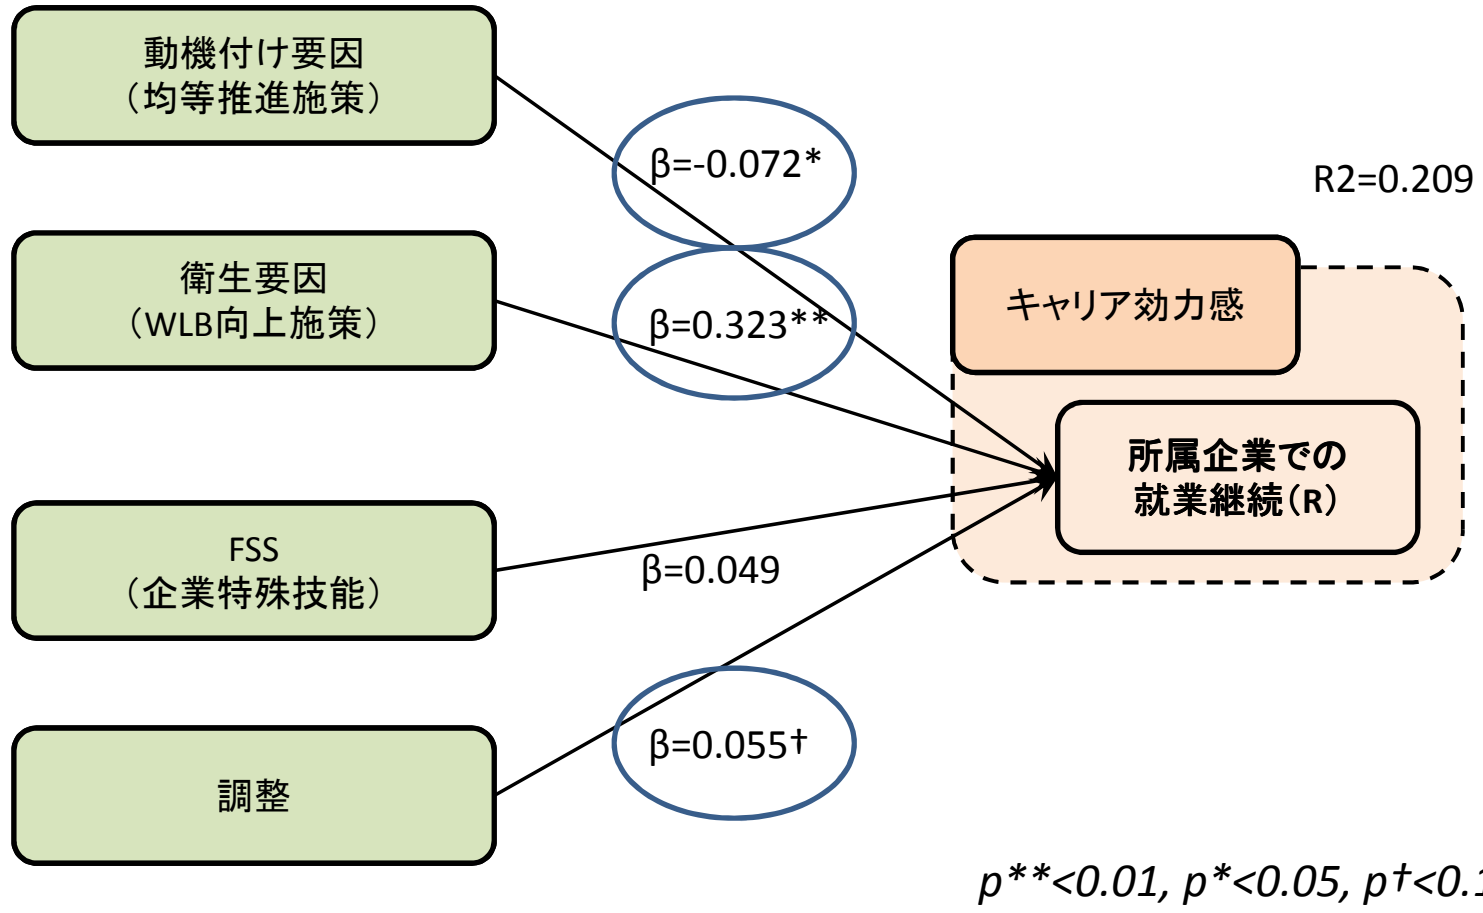 動機付け要因
（均等推進施策）
β=-0.072*
R2=0.209
衛生要因
（WLB向上施策）
β=0.323**
キャリア効力感
所属企業での
就業継続（R）
FSS
（企業特殊技能）
β=0.049
β=0.055†
調整
p**<0.01, p*<0.05, p†<0.1